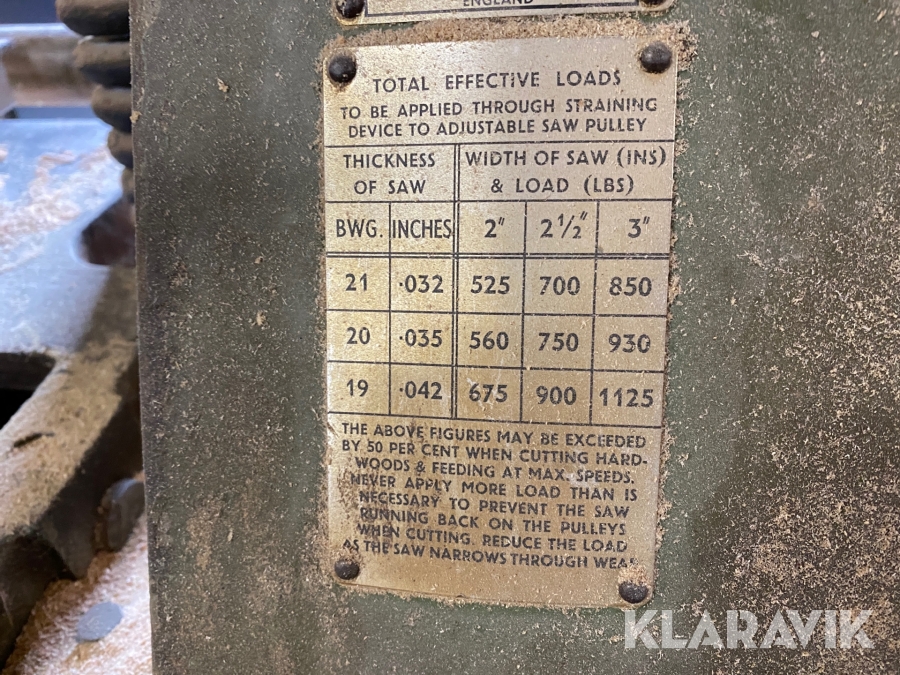 ENGLAND
TOTAL EFFECTIVE LOADS
TO BE APPLIED THROUGH STRAINING
DEVICE TO ADJUSTABLE SAW PULLEY
THICKNESS OF SAW
WIDTH OF SAW (INS) & LOAD (LBS)
BWG. INCHES 2" 2 1/2" 3"
21 ·032 525 700 850
20 ·035 560 750 930
19 ·042 675 900 1125
THE ABOVE FIGURES MAY BE EXCEEDED
BY 50 PER CENT WHEN CUTTING HARD-
WOODS & FEEDING AT MAX. SPEEDS.
NEVER APPLY MORE LOAD THAN IS
NECESSARY TO PREVENT THE SAW
RUNNING BACK ON THE PULLEYS
WHEN CUTTING. REDUCE THE LOAD
AS THE SAW NARROWS THROUGH WEAR
KLARAVIK